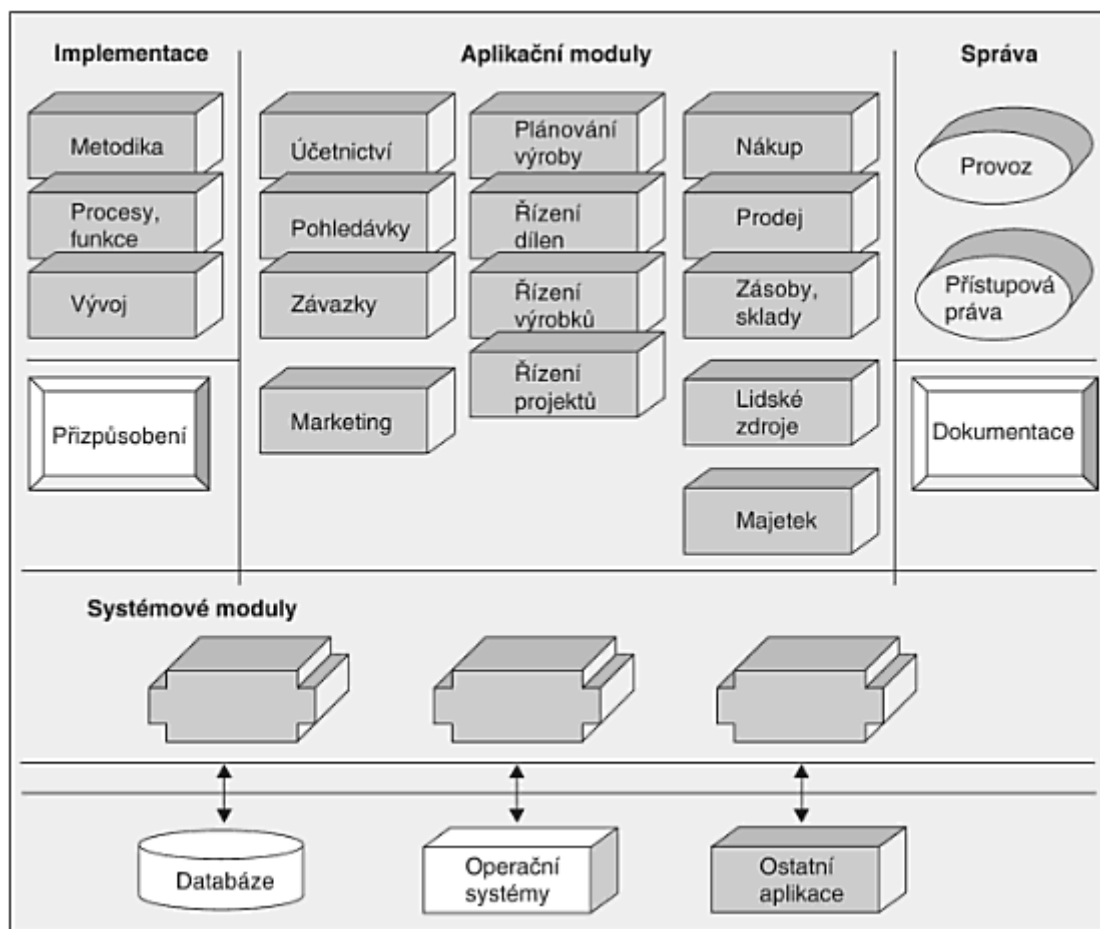 Implementace
Aplikační moduly
Správa
Metodika
Procesy,
funkce
Vývoj
Přizpůsobení
Účetnictví
Pohledávky
Závazky
Marketing
Plánování
výroby
Řízení
dílen
Řízení
výrobků
Řízení
projektů
Nákup
Prodej
Zásoby,
sklady
Lidské
zdroje
Majetek
Provoz
Přístupová
práva
Dokumentace
Systémové moduly
Databáze
Operační
systémy
Ostatní
aplikace